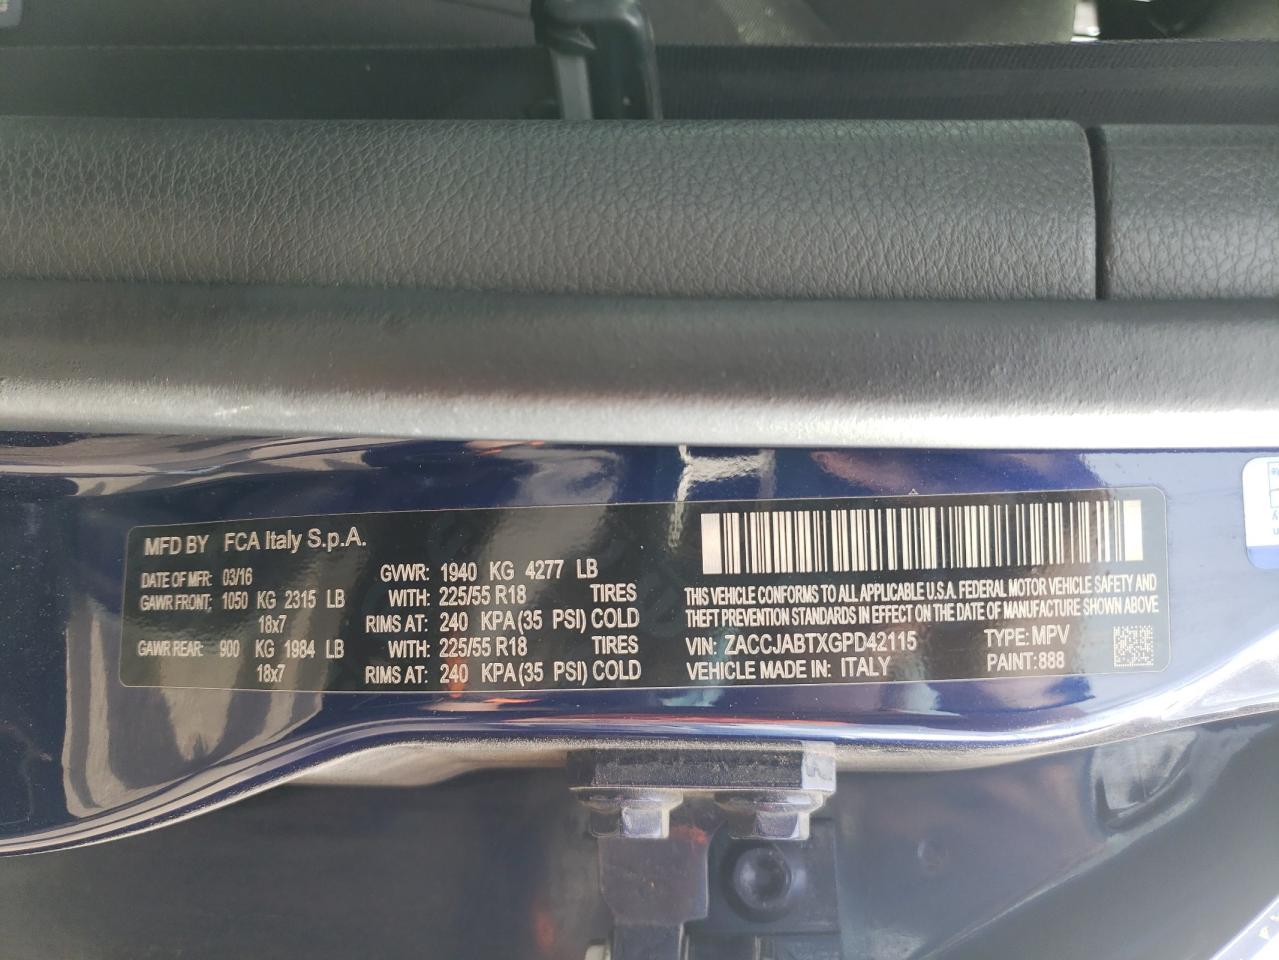 MFD BY FCA Italy S.p.A.
DATE OF MFR: 03/16 GVWR: 1940 KG 4277 LB
GAWR FRONT: 1050 KG 2315 LB WITH: 225/55 R18 TIRES
18x7 RIMS AT: 240 KPA(35 PSI) COLD
GAWR REAR: 900 KG 1984 LB WITH: 225/55 R18 TIRES
18x7 RIMS AT: 240 KPA(35 PSI) COLD
THIS VEHICLE CONFORMS TO ALL APPLICABLE U.S.A. FEDERAL MOTOR VEHICLE SAFETY AND
THEFT PREVENTION STANDARDS IN EFFECT ON THE DATE OF MANUFACTURE SHOWN ABOVE
VIN: ZACCJABTXGPD42115 TYPE: MPV
VEHICLE MADE IN: ITALY PAINT: 888